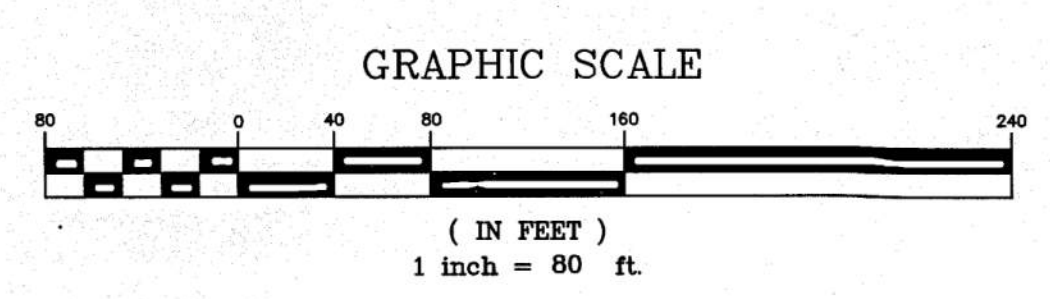 GRAPHIC SCALE
80 0 40 80 160 240
( IN FEET )
1 inch = 80 ft.